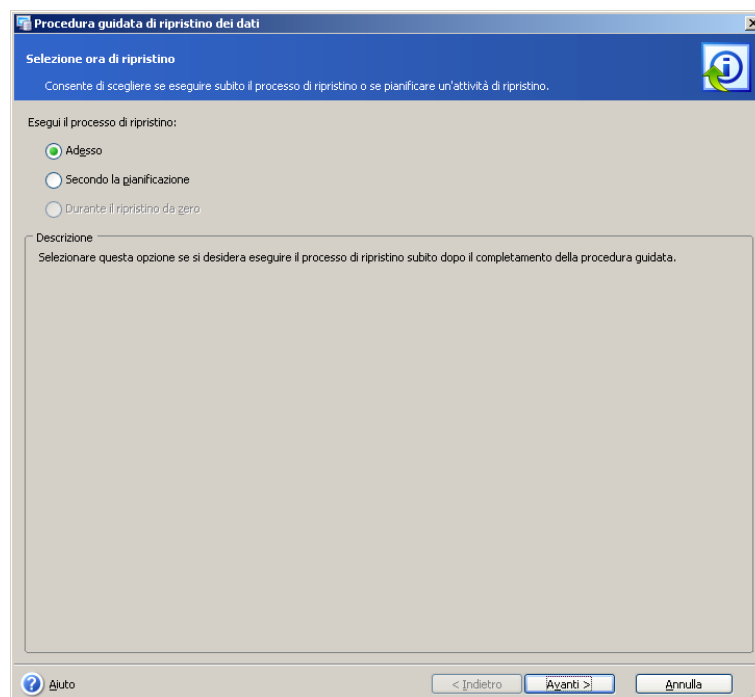 Procedura guidata di ripristino dei dati
Selezione ora di ripristino
Consente di scegliere se eseguire subito il processo di ripristino o se pianificare un'attività di ripristino.
Esegui il processo di ripristino:
Adesso
Secondo la pianificazione
Durante il ripristino da zero
Descrizione
Selezionare questa opzione se si desidera eseguire il processo di ripristino subito dopo il completamento della procedura guidata.
Aiuto
< Indietro
Avanti >
Annulla